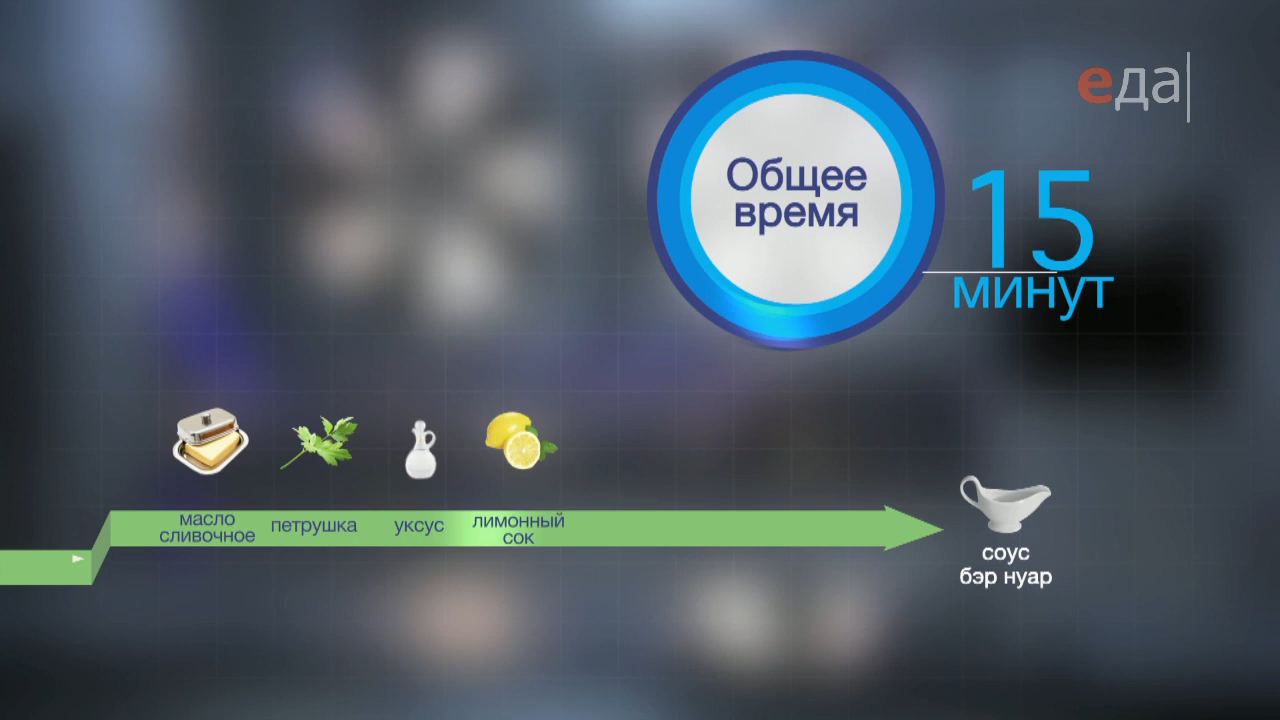 еда
Общее
время
15
минут
масло
сливочное
петрушка
уксус
лимонный
сок
соус
бэр нуар